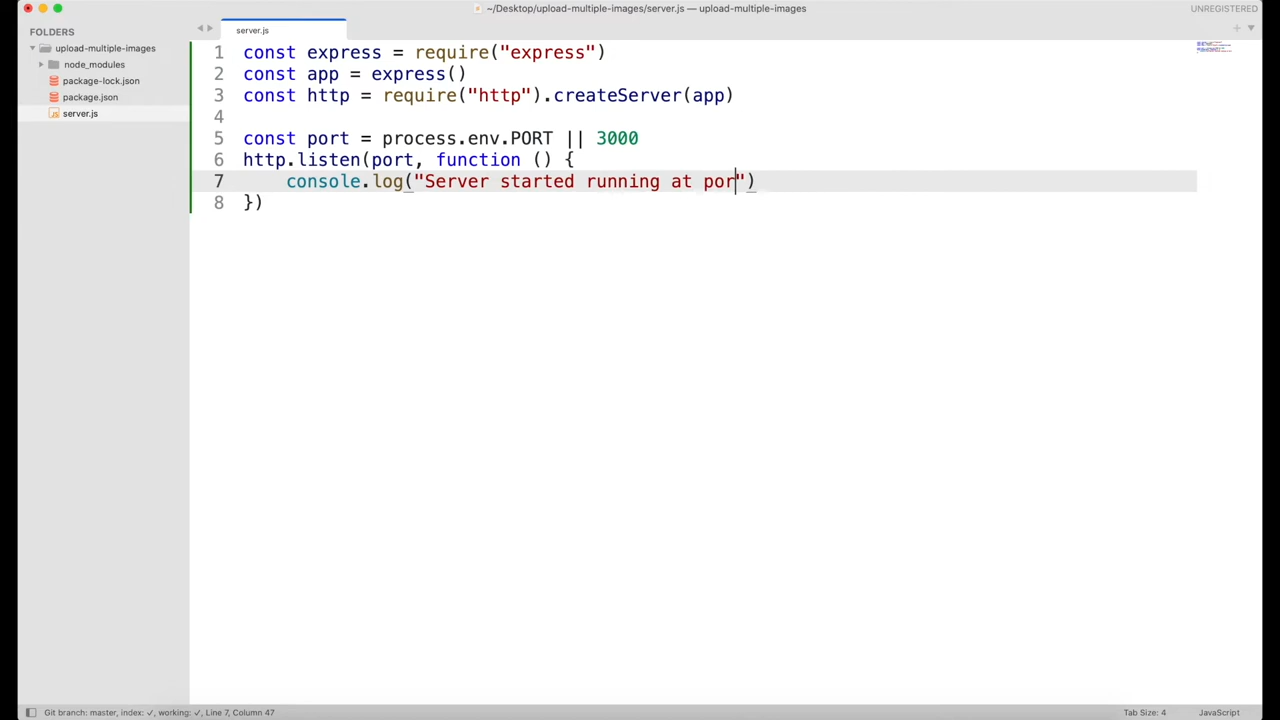 ~/Desktop/upload-multiple-images/server.js — upload-multiple-images
UNREGISTERED
FOLDERS
upload-multiple-images
node_modules
package-lock.json
package.json
server.js
server.js
1 const express = require("express")
2 const app = express()
3 const http = require("http").createServer(app)
4
5 const port = process.env.PORT || 3000
6 http.listen(port, function () {
7 console.log("Server started running at por")
8 })
Git branch: master, index: ✓, working: ✓, Line 7, Column 47
Tab Size: 4
JavaScript